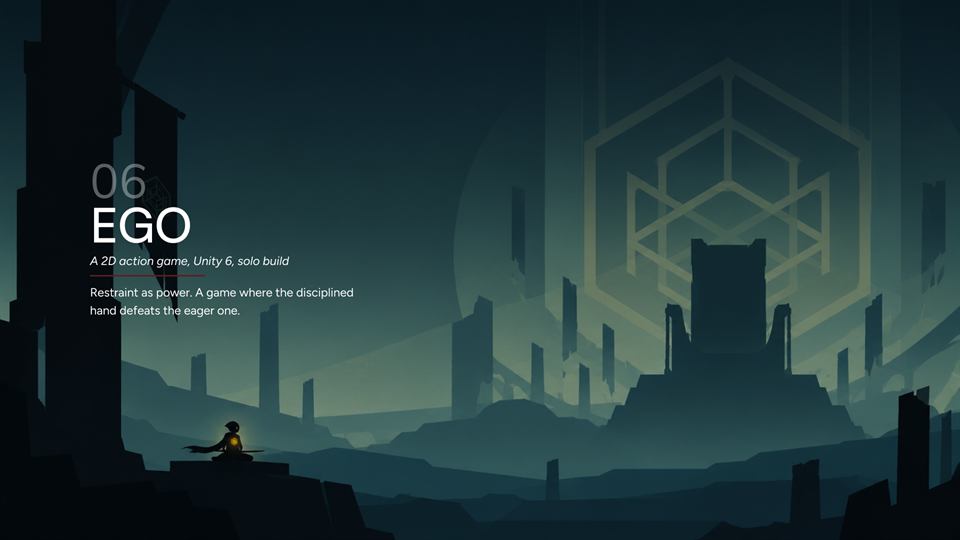 06
EGO
A 2D action game, Unity 6, solo build
Restraint as power. A game where the disciplined
hand defeats the eager one.